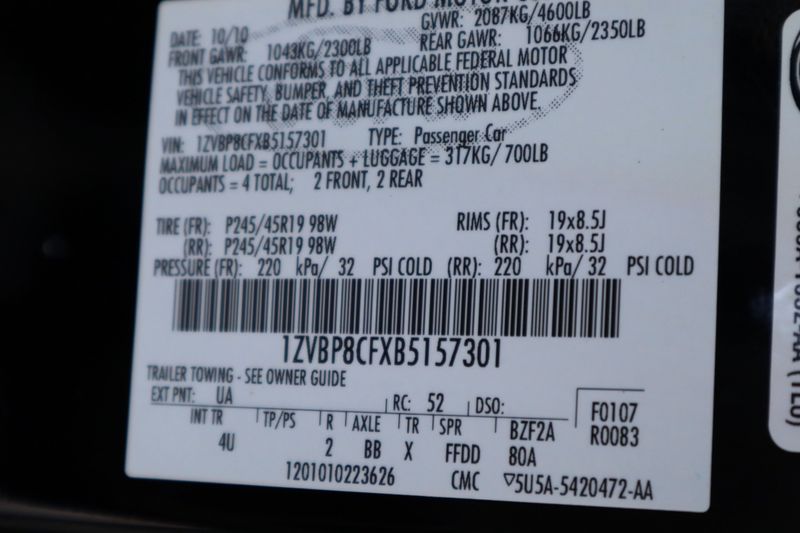 MFD. BY FORD MOTOR
DATE: 10/10 GVWR: 2087KG/4600LB
FRONT GAWR: 1043KG/2300LB REAR GAWR: 1066KG/2350LB
THIS VEHICLE CONFORMS TO ALL APPLICABLE FEDERAL MOTOR
VEHICLE SAFETY, BUMPER, AND THEFT PREVENTION STANDARDS
IN EFFECT ON THE DATE OF MANUFACTURE SHOWN ABOVE.
VIN: 1ZVBP8CFXB5157301 TYPE: Passenger Car
MAXIMUM LOAD = OCCUPANTS + LUGGAGE = 317KG/ 700LB
OCCUPANTS = 4 TOTAL; 2 FRONT, 2 REAR
TIRE (FR): P245/45R19 98W RIMS (FR): 19x8.5J
(RR): P245/45R19 98W (RR): 19x8.5J
PRESSURE (FR): 220 kPa/ 32 PSI COLD (RR): 220 kPa/ 32 PSI COLD
1ZVBP8CFXB5157301
TRAILER TOWING - SEE OWNER GUIDE
EXT PNT: UA RC: 52 DSO: F0107
INT TR TP/PS R AXLE TR SPR BZF2A R0083
4U 2 BB X FFDD 80A
1201010223626 CMC ▽5U5A-5420472-AA